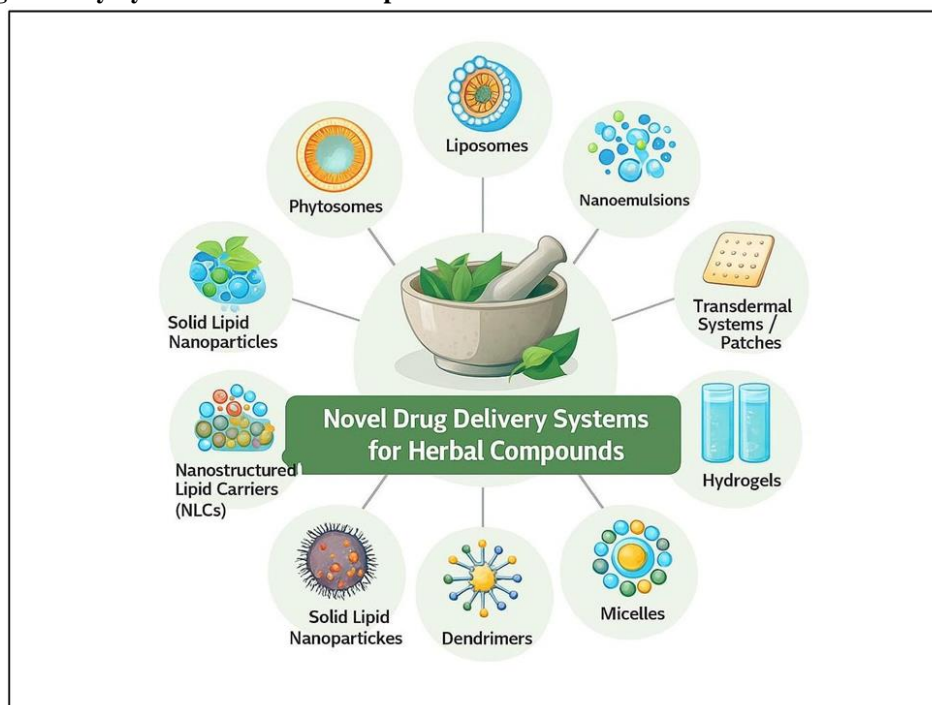 Liposomes
Phytosomes
Nanoemulsions
Solid Lipid
Nanoparticles
Transdermal
Systems /
Patches
Novel Drug Delivery Systems
for Herbal Compounds
Nanostructured
Lipid Carriers
(NLCs)
Hydrogels
Solid Lipid
Nanopartickes
Dendrimers
Micelles